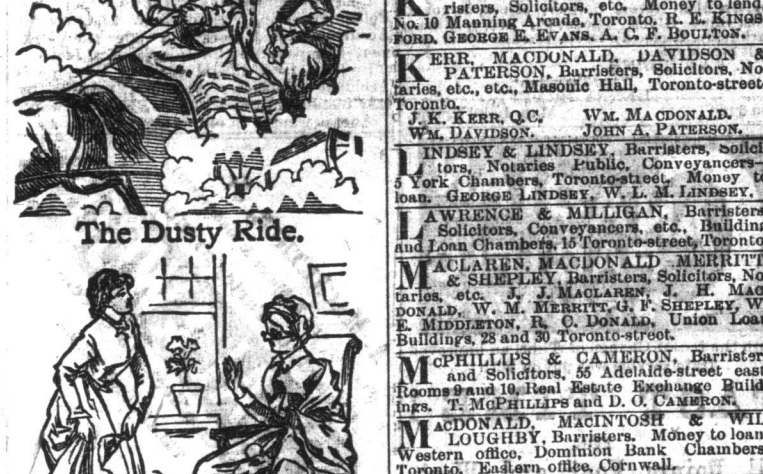 The Dusty Ride.
risters, Solicitors, etc. Money to lend.
No. 10 Manning Arcade, Toronto. R. E. KINGS
FORD, GEORGE E. EVANS, A. C. F. BOULTON.
KERR, MACDONALD, DAVIDSON &
PATERSON, Barristers, Solicitors, No
taries, etc., etc., Masonic Hall, Toronto-street
Toronto.
J. K. KERR, Q.C. WM. MACDONALD.
WM. DAVIDSON. JOHN A. PATERSON.
LINDSEY & LINDSEY, Barristers, Solici
tors, Notaries Public, Conveyancers—
5 York Chambers, Toronto-street. Money to
loan. GEORGE LINDSEY, W. L. M. LINDSEY.
LAWRENCE & MILLIGAN, Barristers
Solicitors, Conveyancers, etc., Building
and Loan Chambers, 15 Toronto-street, Toronto
MACLAREN, MACDONALD MERRITT
& SHEPLEY, Barristers, Solicitors, No
taries, etc. J. J. MACLAREN, J. H. MAC
DONALD, W. M. MERRITT, G. F. SHEPLEY, W
E. MIDDLETON, R. C. DONALD, Union Loan
Buildings, 28 and 30 Toronto-street.
McPHILLIPS & CAMERON, Barrister
and Solicitors, 55 Adelaide-street east
Rooms 9 and 10, Real Estate Exchange Build
ings. T. McPHILLIPS and D. O. CAMERON.
MACDONALD, MACINTOSH & WIL
LOUGHBY, Barristers. Money to loan
Western office, Dominion Bank Chambers
Toronto. Eastern office, Cornwall.